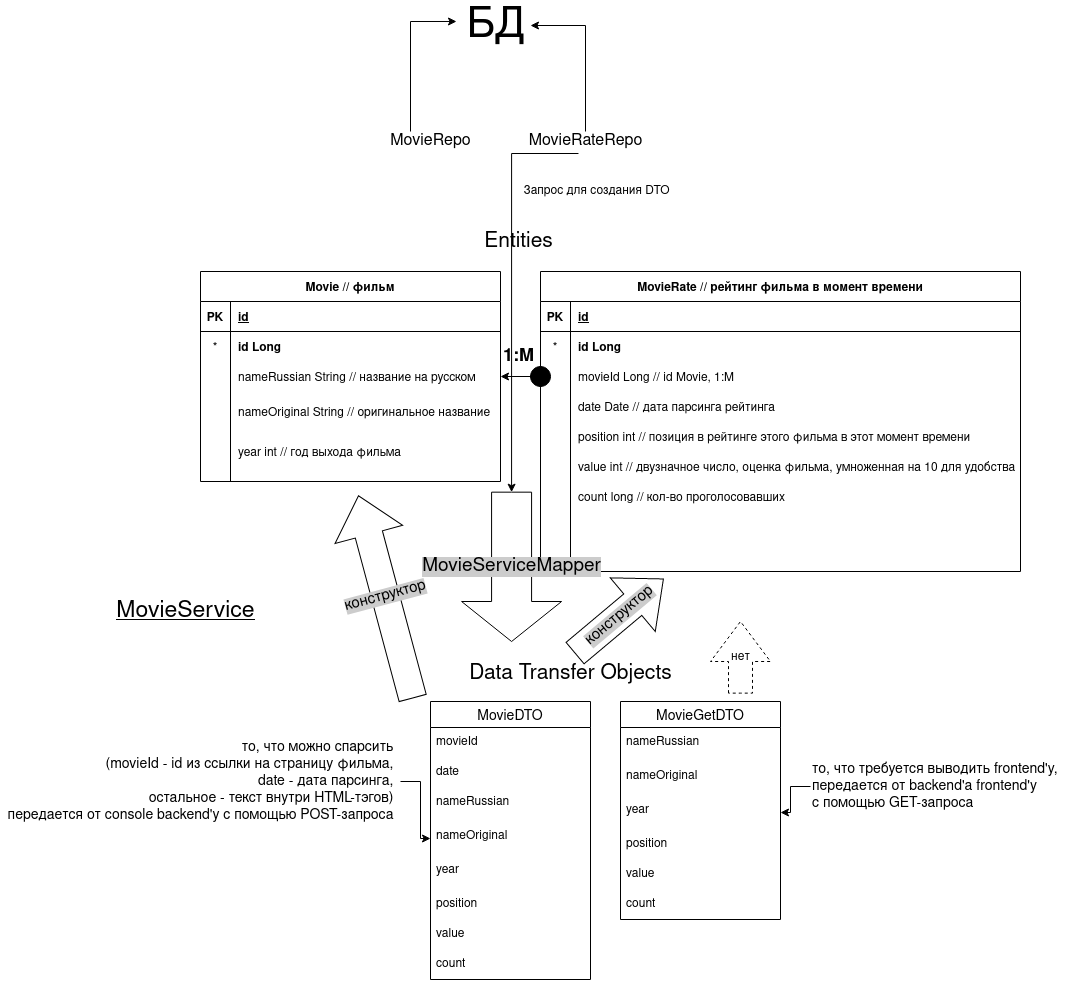 БД
MovieRepo
MovieRateRepo
Запрос для создания DTO
Entities
Movie // фильм
PK
id
*
id Long
nameRussian String // название на русском
nameOriginal String // оригинальное название
year int // год выхода фильма
1:M
MovieRate // рейтинг фильма в момент времени
PK
id
*
id Long
movieId Long // id Movie, 1:M
date Date // дата парсинга рейтинга
position int // позиция в рейтинге этого фильма в этот момент времени
value int // двузначное число, оценка фильма, умноженная на 10 для удобства
count long // кол-во проголосовавших
MovieServiceMapper
конструктор
конструктор
MovieService
нет
Data Transfer Objects
то, что можно спарсить
(movieId - id из ссылки на страницу фильма,
date - дата парсинга,
остальное - текст внутри HTML-тэгов)
передается от console backend'у с помощью POST-запроса
MovieDTO
movieId
date
nameRussian
nameOriginal
year
position
value
count
MovieGetDTO
nameRussian
nameOriginal
year
position
value
count
то, что требуется выводить frontend'у,
передается от backend'а frontend'у
с помощью GET-запроса